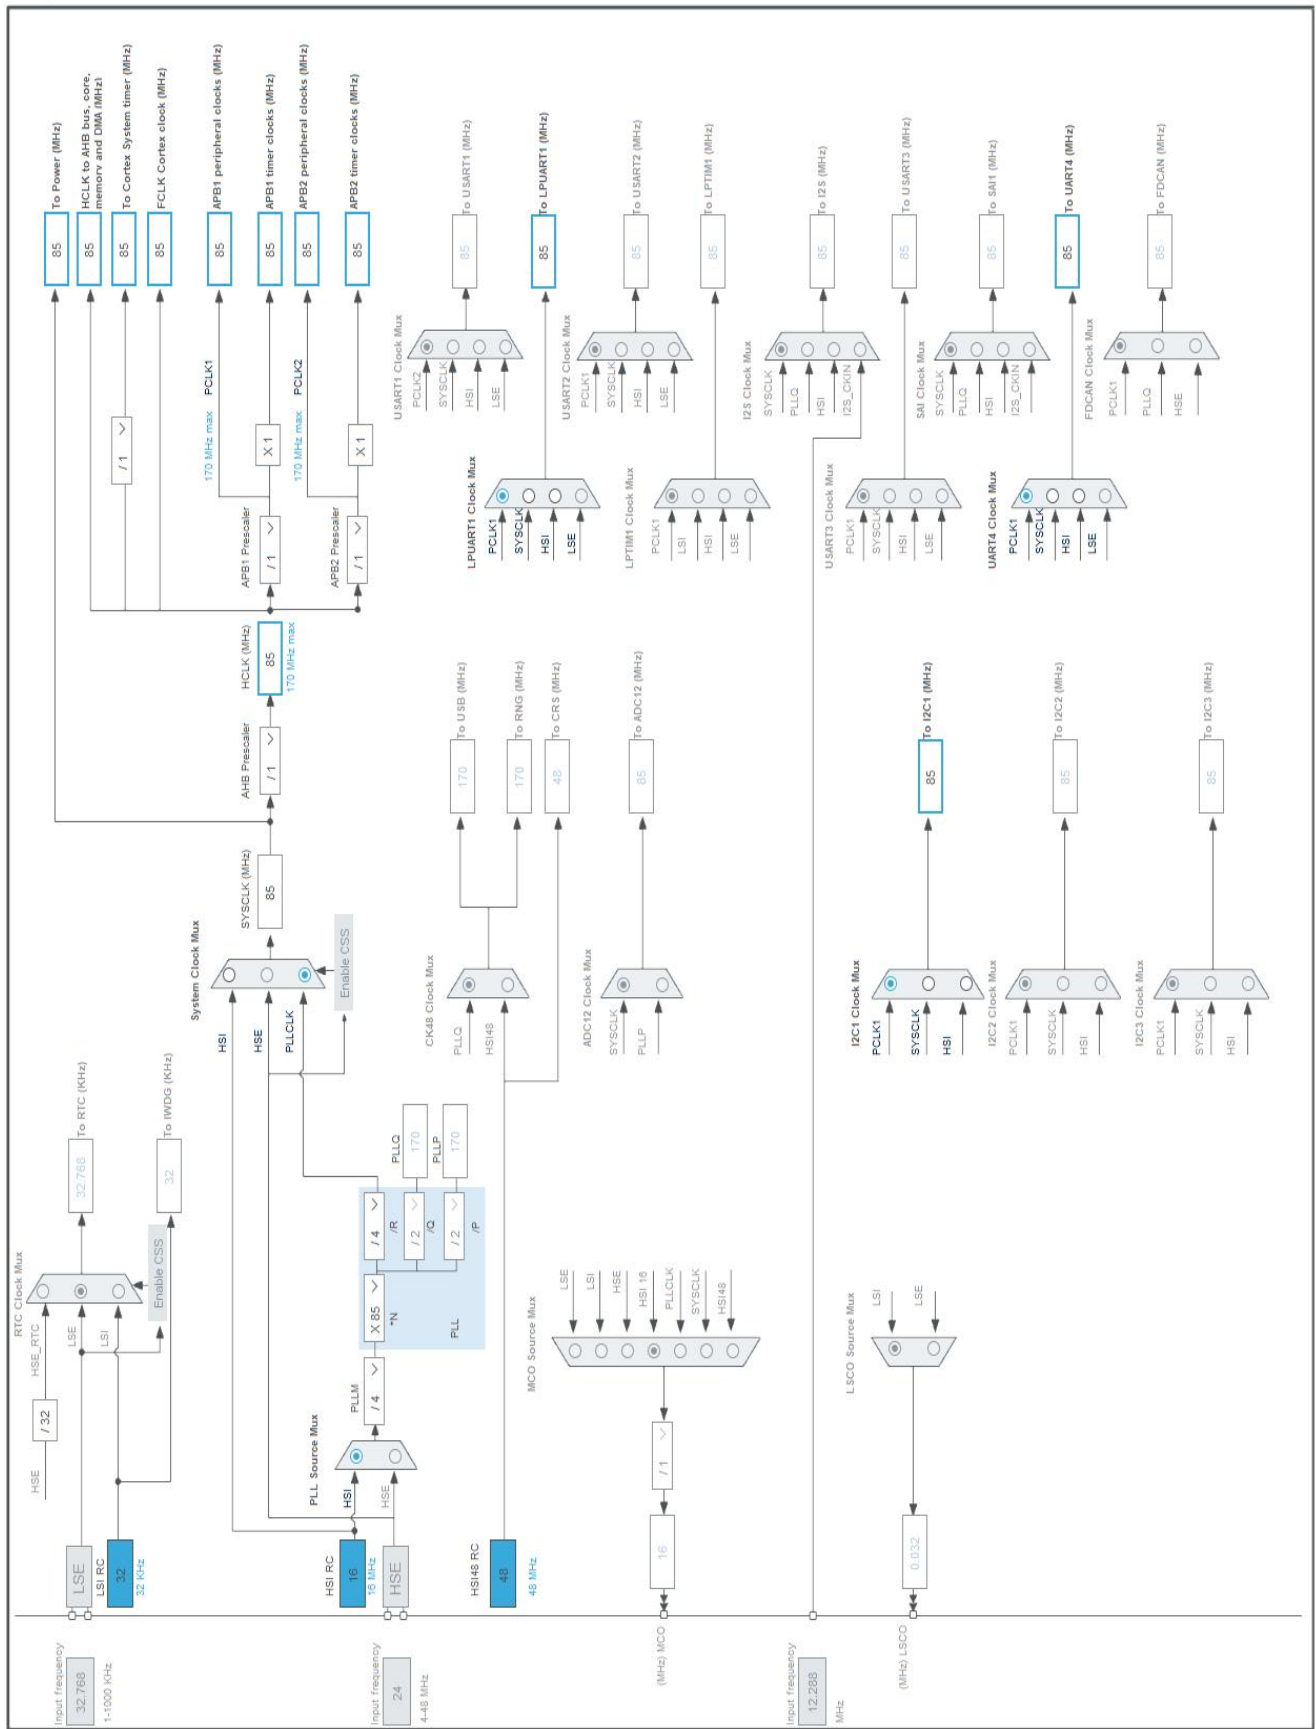 Input frequency
32.768
1-1000 KHz
LSE
LSI RC
32
32 KHz
HSE
/ 32
HSE_RTC
LSE
LSI
RTC Clock Mux
Enable CSS
32.768
To RTC (KHz)
32
To IWDG (KHz)
Input frequency
24
4-48 MHz
HSI RC
16
16 MHz
HSE
HSI48 RC
48
48 MHz
PLL Source Mux
HSI
HSE
PLLM
/ 4
X 85
*N
PLL
/ 4
/R
/ 2
/Q
/ 2
/P
PLLQ
170
PLLP
170
System Clock Mux
HSI
HSE
PLLCLK
Enable CSS
SYSCLK (MHz)
85
AHB Prescaler
/ 1
HCLK (MHz)
85
170 MHz max
APB1 Prescaler
/ 1
APB2 Prescaler
/ 1
/ 1
170 MHz max
PCLK1
X 1
170 MHz max
PCLK2
X 1
85
To Power (MHz)
85
HCLK to AHB bus, core,
memory and DMA (MHz)
85
To Cortex System timer (MHz)
85
FCLK Cortex clock (MHz)
85
APB1 peripheral clocks (MHz)
85
APB1 timer clocks (MHz)
85
APB2 peripheral clocks (MHz)
85
APB2 timer clocks (MHz)
CK48 Clock Mux
PLLQ
HSI48
170
To USB (MHz)
170
To RNG (MHz)
48
To CRS (MHz)
ADC12 Clock Mux
SYSCLK
PLLP
85
To ADC12 (MHz)
USART1 Clock Mux
PCLK2
SYSCLK
HSI
LSE
85
To USART1 (MHz)
LPUART1 Clock Mux
PCLK1
SYSCLK
HSI
LSE
85
To LPUART1 (MHz)
USART2 Clock Mux
PCLK1
SYSCLK
HSI
LSE
85
To USART2 (MHz)
LPTIM1 Clock Mux
PCLK1
LSI
HSI
LSE
85
To LPTIM1 (MHz)
I2S Clock Mux
SYSCLK
PLLQ
HSI
I2S_CKIN
85
To I2S (MHz)
USART3 Clock Mux
PCLK1
SYSCLK
HSI
LSE
85
To USART3 (MHz)
SAI Clock Mux
SYSCLK
PLLQ
HSI
I2S_CKIN
85
To SAI1 (MHz)
UART4 Clock Mux
PCLK1
SYSCLK
HSI
LSE
85
To UART4 (MHz)
FDCAN Clock Mux
PCLK1
PLLQ
HSE
85
To FDCAN (MHz)
MCO Source Mux
LSE
LSI
HSE
HSI 16
PLLCLK
SYSCLK
HSI48
/ 1
16
(MHz) MCO
Input frequency
12.288
MHz
LSCO Source Mux
LSI
LSE
0.032
(MHz) LSCO
I2C1 Clock Mux
PCLK1
SYSCLK
HSI
85
To I2C1 (MHz)
I2C2 Clock Mux
PCLK1
SYSCLK
HSI
85
To I2C2 (MHz)
I2C3 Clock Mux
PCLK1
SYSCLK
HSI
85
To I2C3 (MHz)